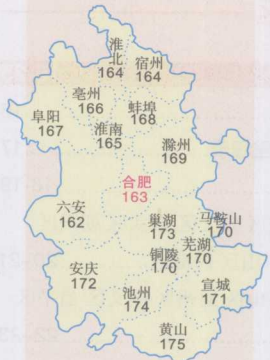 淮
北
164
宿州
164
亳州
166
蚌埠
168
阜阳
167
淮南
165
滁州
169
合肥
163
六安
162
巢湖
173
马鞍山
170
芜湖
170
铜陵
170
安庆
172
宣城
171
池州
174
黄山
175